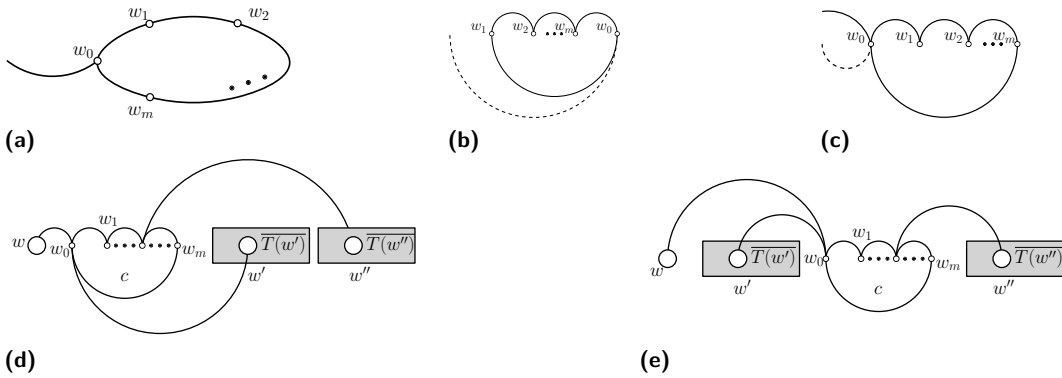 w₁ w₂
w₀
wₘ
(a)
w₁ w₂ wₘ w₀
(b)
w₀ w₁ w₂ wₘ
(c)
w w₀ w₁ wₘ T(w′) T(w″)
c w′ w″
(d)
w T(w′) w₀ w₁ wₘ T(w″)
w′ c w″
(e)